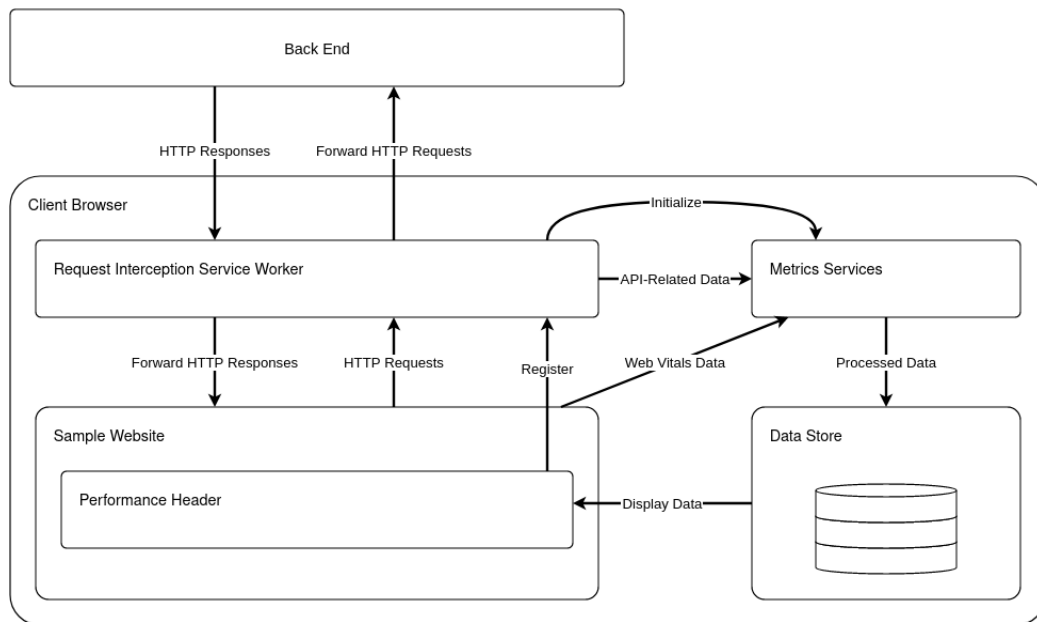 Back End
HTTP Responses
Forward HTTP Requests
Client Browser
Initialize
Request Interception Service Worker
Metrics Services
API-Related Data
Forward HTTP Responses
HTTP Requests
Register
Web Vitals Data
Processed Data
Sample Website
Data Store
Performance Header
Display Data